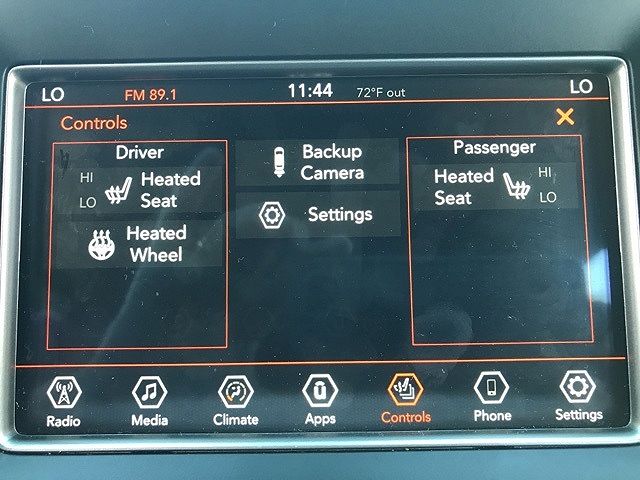 LO FM 89.1 11:44 72°F out LO
Controls
Driver
HI
LO
Heated
Seat
Heated
Wheel
Backup
Camera
Settings
Passenger
Heated
Seat
HI
LO
Radio Media Climate Apps Controls Phone Settings